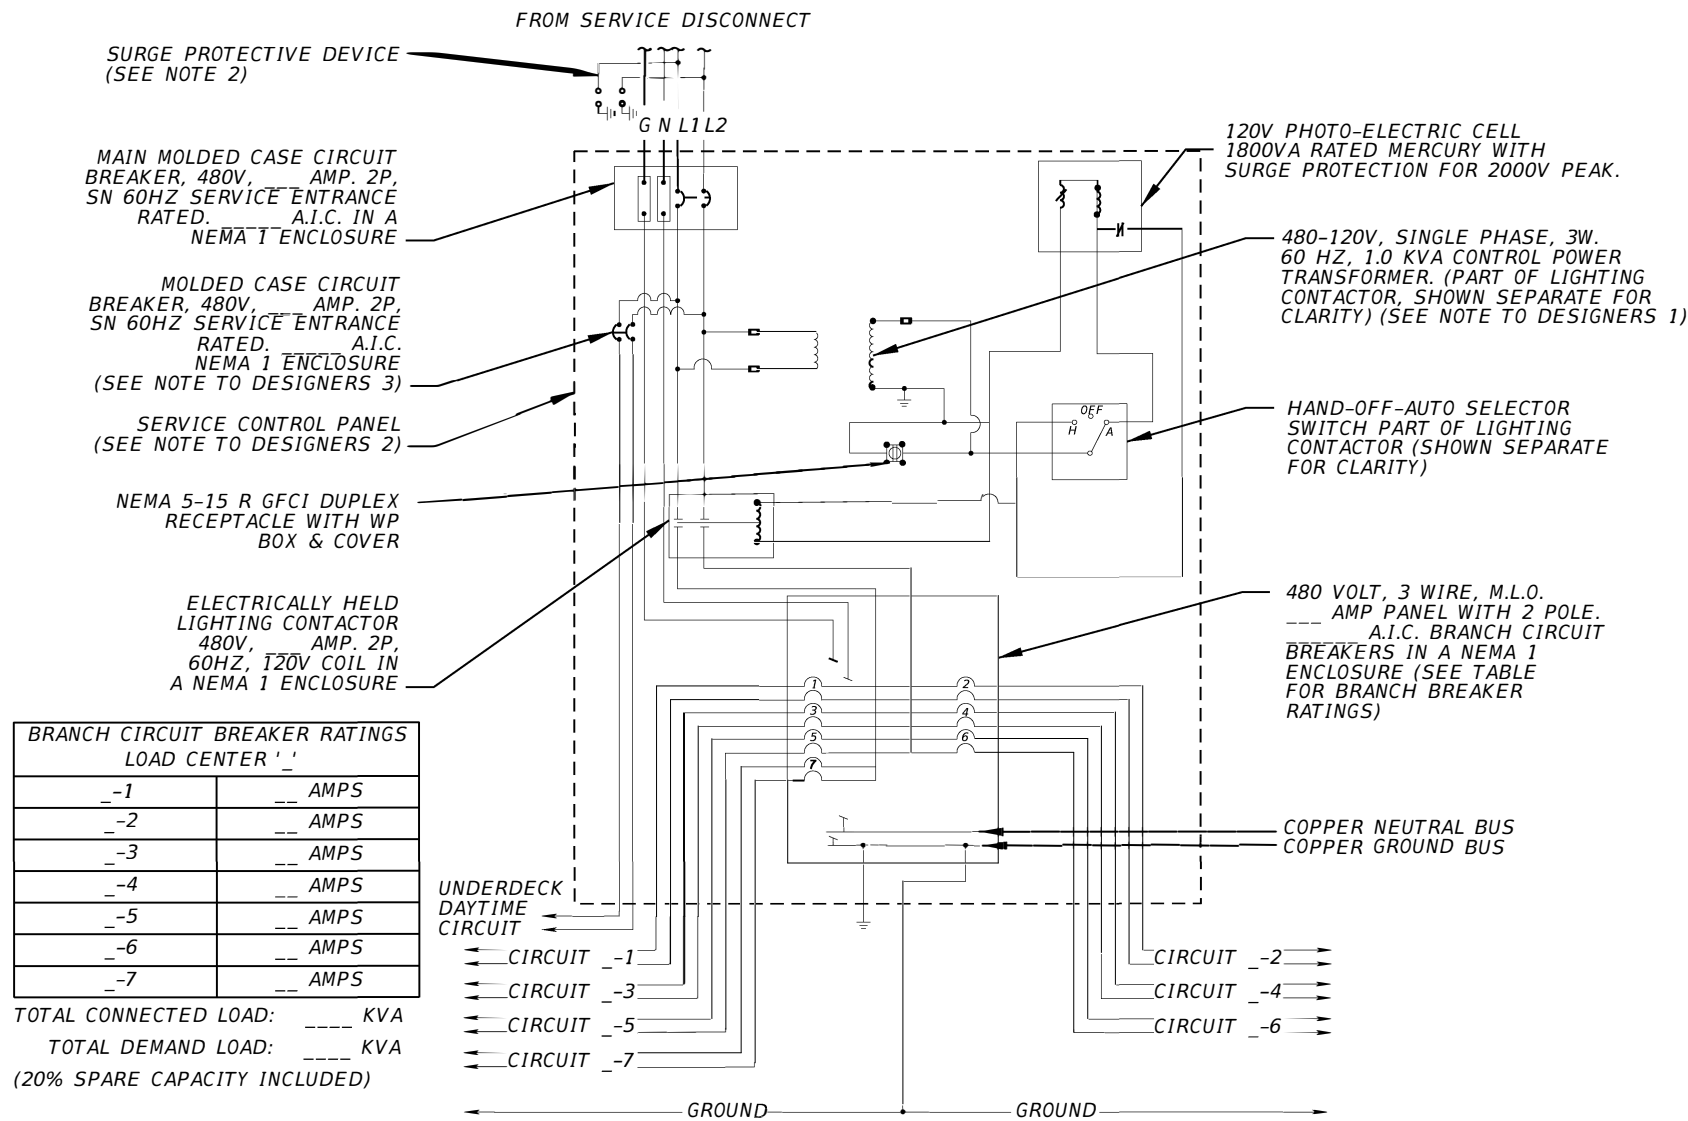 FROM SERVICE DISCONNECT
SURGE PROTECTIVE DEVICE
(SEE NOTE 2)
G N L1 L2
MAIN MOLDED CASE CIRCUIT
BREAKER, 480V, ___ AMP. 2P,
SN 60HZ SERVICE ENTRANCE
RATED. _____ A.I.C. IN A
NEMA 1 ENCLOSURE
MOLDED CASE CIRCUIT
BREAKER, 480V, ___ AMP. 2P,
SN 60HZ SERVICE ENTRANCE
RATED. _____ A.I.C.
NEMA 1 ENCLOSURE
(SEE NOTE TO DESIGNERS 3)
SERVICE CONTROL PANEL
(SEE NOTE TO DESIGNERS 2)
NEMA 5-15 R GFCI DUPLEX
RECEPTACLE WITH WP
BOX & COVER
ELECTRICALLY HELD
LIGHTING CONTACTOR
480V, ___ AMP. 2P,
60HZ, 120V COIL IN
A NEMA 1 ENCLOSURE
120V PHOTO-ELECTRIC CELL
1800VA RATED MERCURY WITH
SURGE PROTECTION FOR 2000V PEAK.
480-120V, SINGLE PHASE, 3W.
60 HZ, 1.0 KVA CONTROL POWER
TRANSFORMER. (PART OF LIGHTING
CONTACTOR, SHOWN SEPARATE FOR
CLARITY) (SEE NOTE TO DESIGNERS 1)
OFF
H A
HAND-OFF-AUTO SELECTOR
SWITCH PART OF LIGHTING
CONTACTOR (SHOWN SEPARATE
FOR CLARITY)
480 VOLT, 3 WIRE, M.L.O.
___ AMP PANEL WITH 2 POLE.
______ A.I.C. BRANCH CIRCUIT
BREAKERS IN A NEMA 1
ENCLOSURE (SEE TABLE
FOR BRANCH BREAKER
RATINGS)
1 2
3 4
5 6
7
COPPER NEUTRAL BUS
COPPER GROUND BUS
BRANCH CIRCUIT BREAKER RATINGS
LOAD CENTER '_'
_-1 __ AMPS
_-2 __ AMPS
_-3 __ AMPS
_-4 __ AMPS
_-5 __ AMPS
_-6 __ AMPS
_-7 __ AMPS
TOTAL CONNECTED LOAD: ____ KVA
TOTAL DEMAND LOAD: ____ KVA
(20% SPARE CAPACITY INCLUDED)
UNDERDECK
DAYTIME
CIRCUIT
CIRCUIT _-1
CIRCUIT _-3
CIRCUIT _-5
CIRCUIT _-7
CIRCUIT _-2
CIRCUIT _-4
CIRCUIT _-6
GROUND GROUND